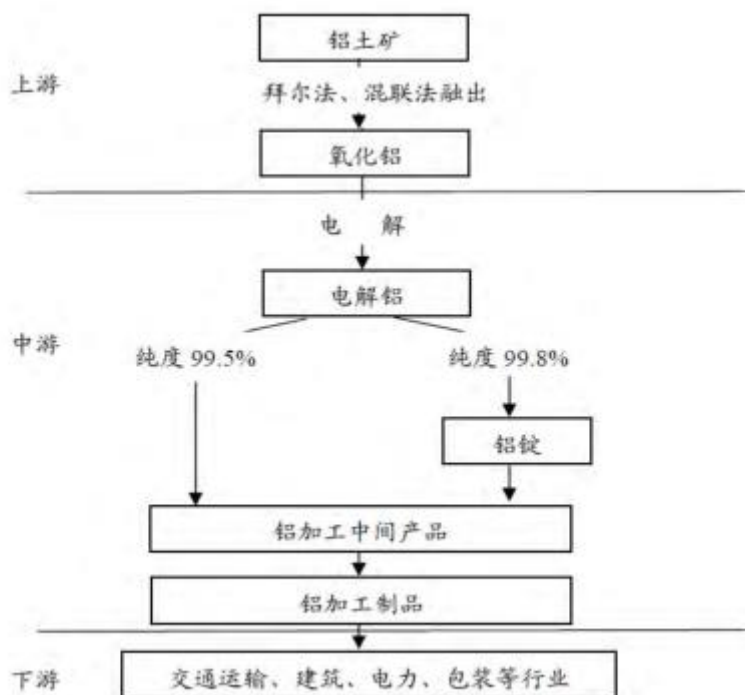 铝土矿
上游
拜尔法、混联法融出
氧化铝
电 解
电解铝
中游
纯度 99.5%
纯度 99.8%
铝锭
铝加工中间产品
铝加工制品
下游
交通运输、建筑、电力、包装等行业